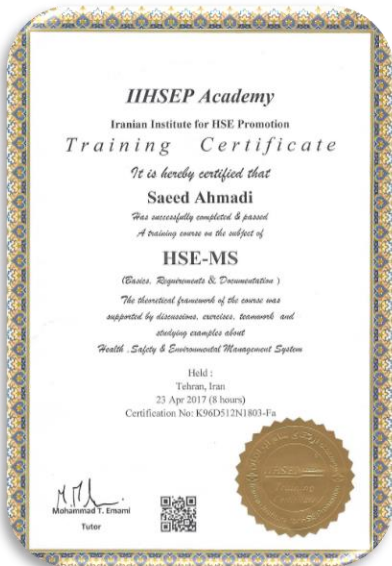 IIHSEP Academy
Iranian Institute for HSE Promotion
Training Certificate
It is hereby certified that
Saeed Ahmadi
Has successfully completed & passed
A training course on the subject of
HSE-MS
(Basics, Requirements & Documentation )
The theoretical framework of the course was
supported by discussions, exercises, teamwork and
studying examples about
Health ,Safety & Environmental Management System
Held :
Tehran, Iran
23 Apr 2017 (8 hours)
Certification No: K96D512N1803-Fa
Mohammad T. Emami
Tutor
IIHSEP
Training